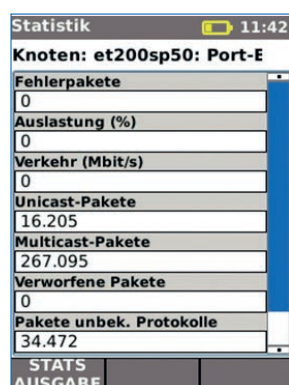 Statistik 11:42
Knoten: et200sp50: Port-E
Fehlerpakete
0
Auslastung (%)
0
Verkehr (Mbit/s)
0
Unicast-Pakete
16.205
Multicast-Pakete
267.095
Verworfene Pakete
0
Pakete unbek. Protokolle
34.472
STATS
AUSGABE